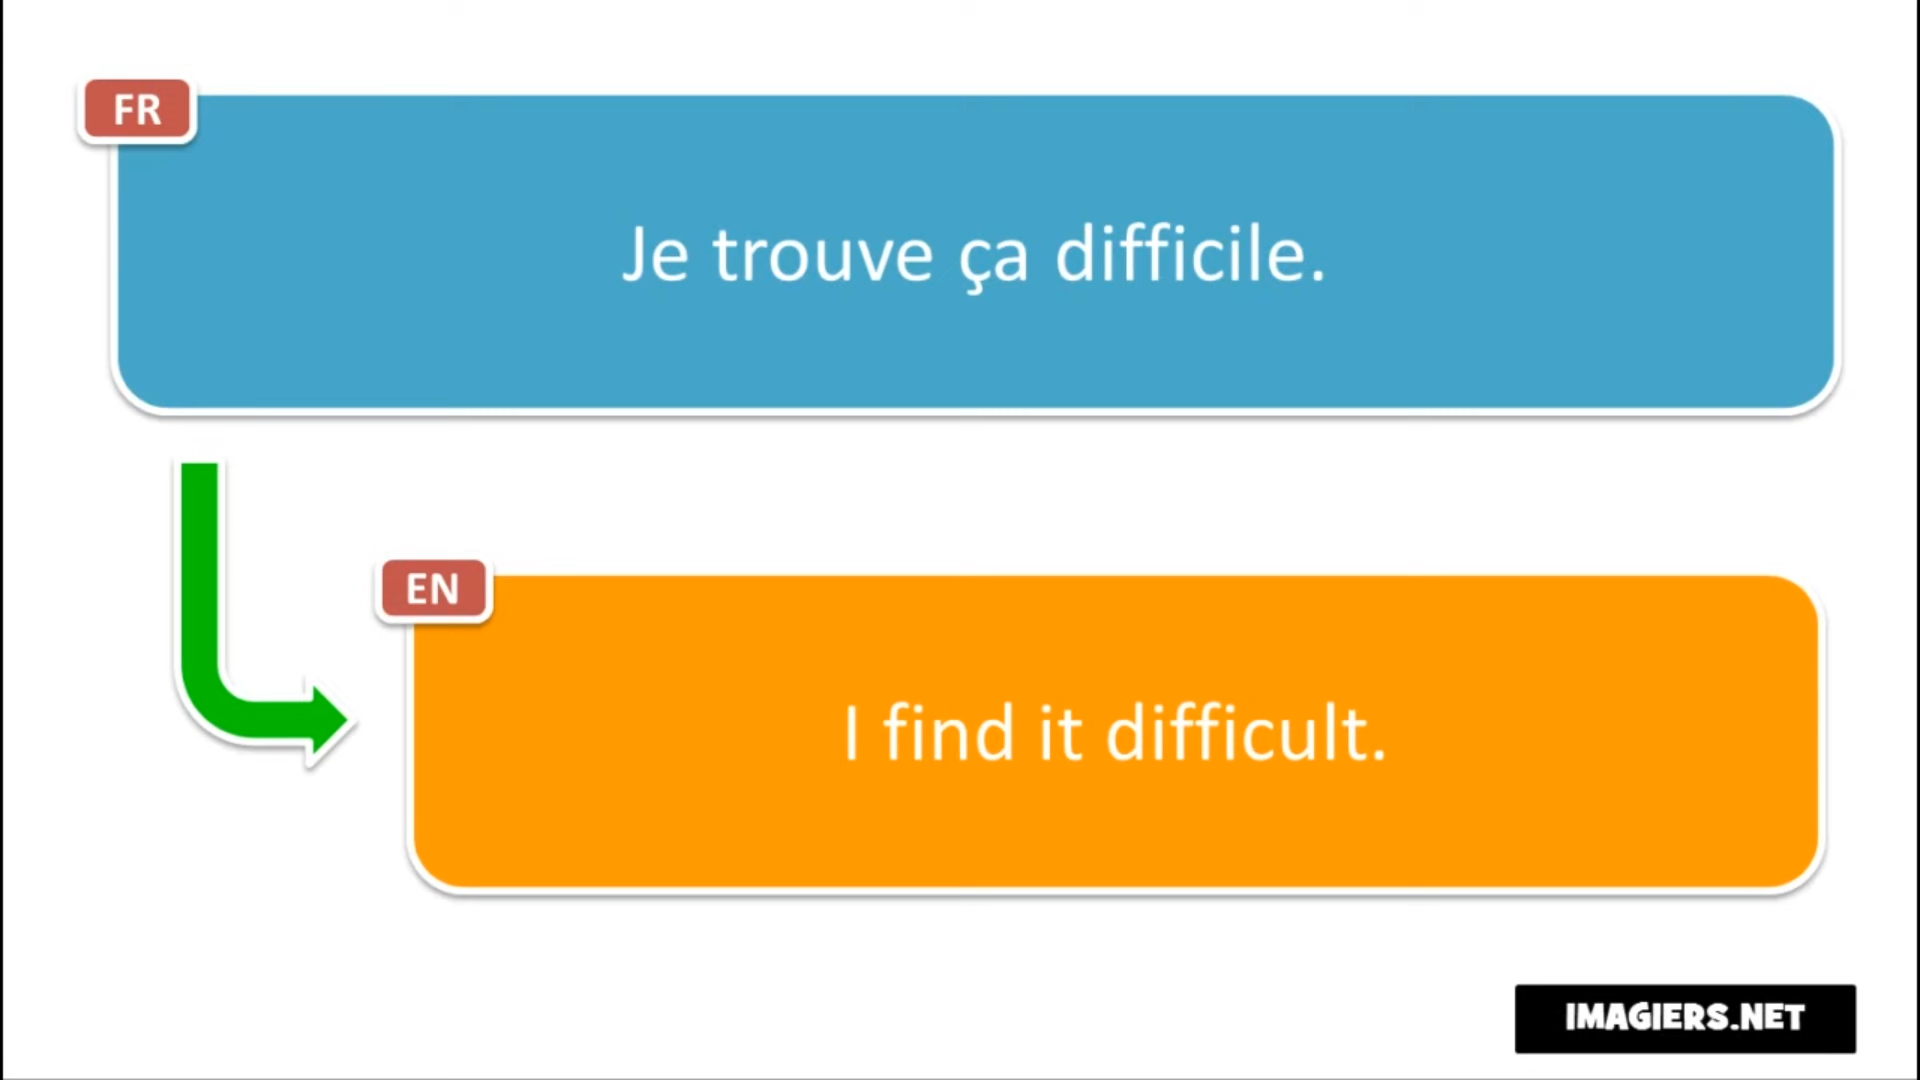 FR
Je trouve ça difficile.
EN
I find it difficult.
IMAGIERS.NET